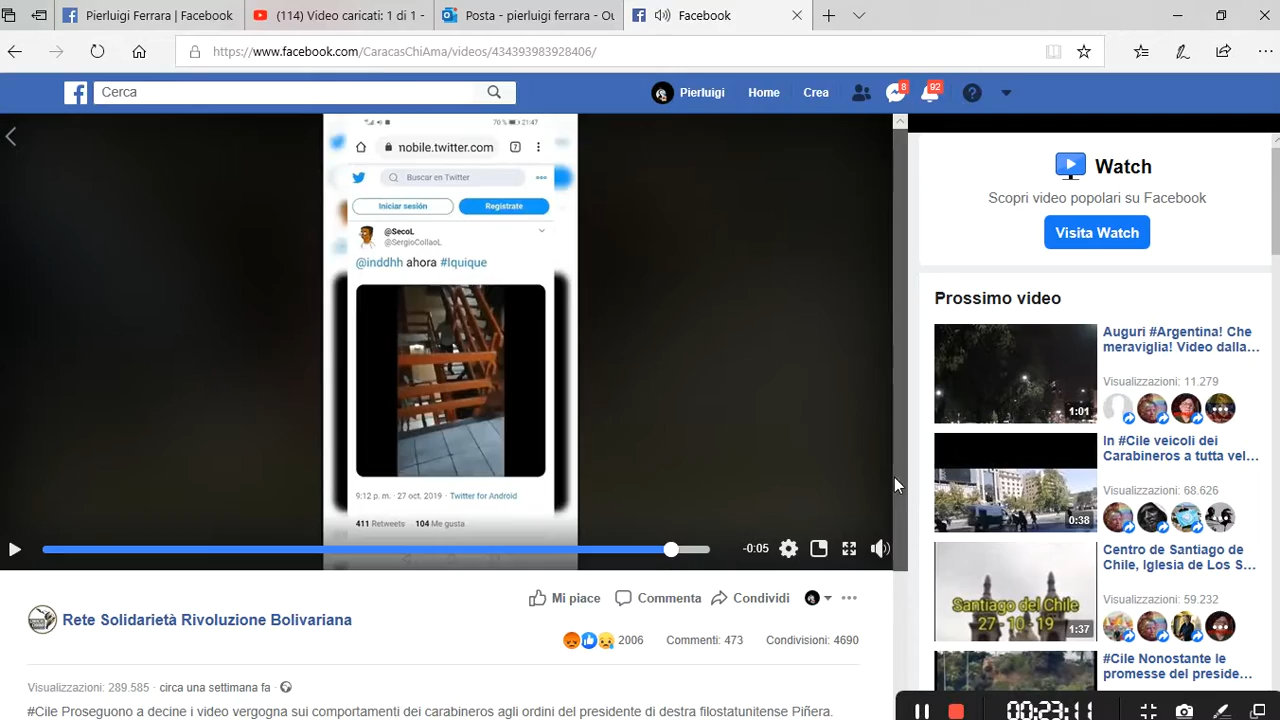 Pierluigi Ferrara | Facebook
(114) Video caricati: 1 di 1 -
Posta - pierluigi ferrara - Ou
Facebook
https://www.facebook.com/CaracasChiAma/videos/434393983928406/
Cerca
Pierluigi
Home
Crea
8
92
70 % 21:47
nobile.twitter.com
?
Buscar en Twitter
Iniciar sesión
Regístrate
@SecoL
@SergioCollaoL
@inddhh ahora #Iquique
9:12 p. m. · 27 oct. 2019 · Twitter for Android
411 Retweets · 104 Me gusta
-0:05
Watch
Scopri video popolari su Facebook
Visita Watch
Prossimo video
Auguri #Argentina! Che
meraviglia! Video dalla...
Visualizzazioni: 11.279
1:01
In #Cile veicoli dei
Carabineros a tutta vel...
Visualizzazioni: 68.626
0:38
Centro de Santiago de
Chile, Iglesia de Los S...
Visualizzazioni: 59.232
Santiago del Chile
27 - 10 - 19
1:37
#Cile Nonostante le
promesse del preside...
Mi piace
Commenta
Condividi
Rete Solidarietà Rivoluzione Bolivariana
2006
Commenti: 473
Condivisioni: 4690
Visualizzazioni: 289.585 · circa una settimana fa ·
#Cile Proseguono a decine i video vergogna sui comportamenti dei carabineros agli ordini del presidente di destra filostatunitense Piñera.
00:23:11